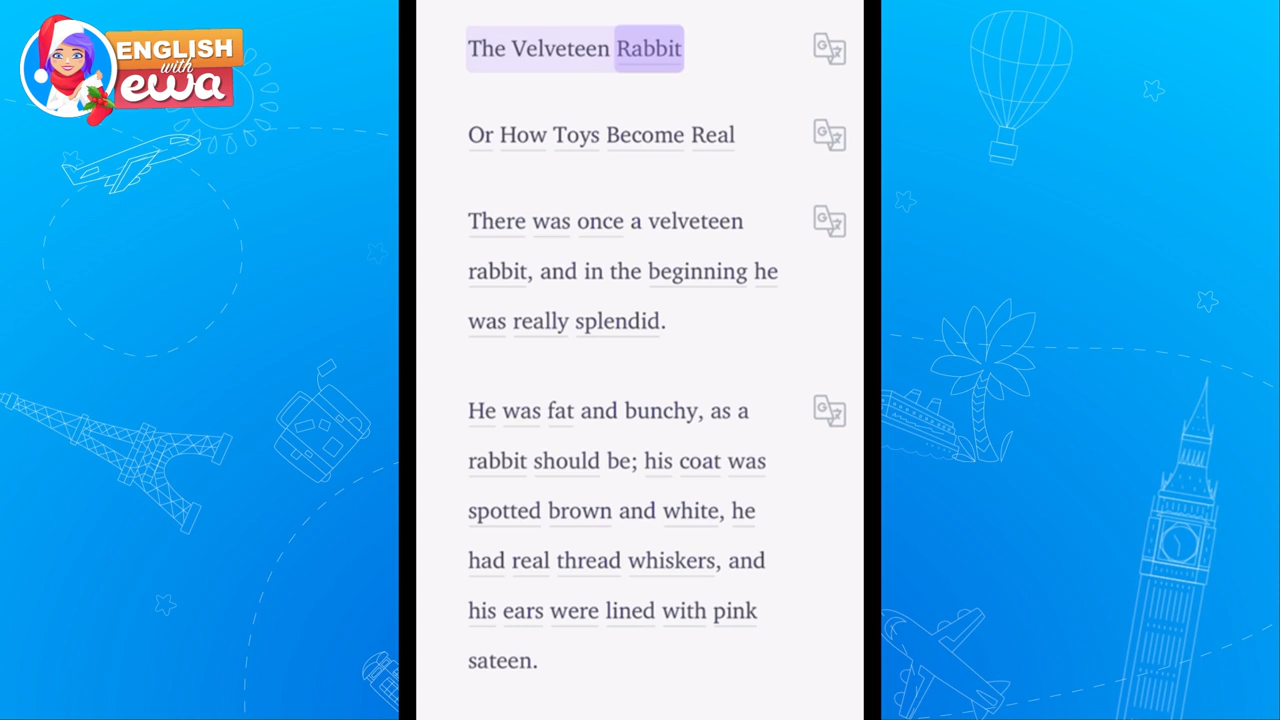 ENGLISH
with
ewa
The Velveteen Rabbit
Or How Toys Become Real
There was once a velveteen
rabbit, and in the beginning he
was really splendid.
He was fat and bunchy, as a
rabbit should be; his coat was
spotted brown and white, he
had real thread whiskers, and
his ears were lined with pink
sateen.